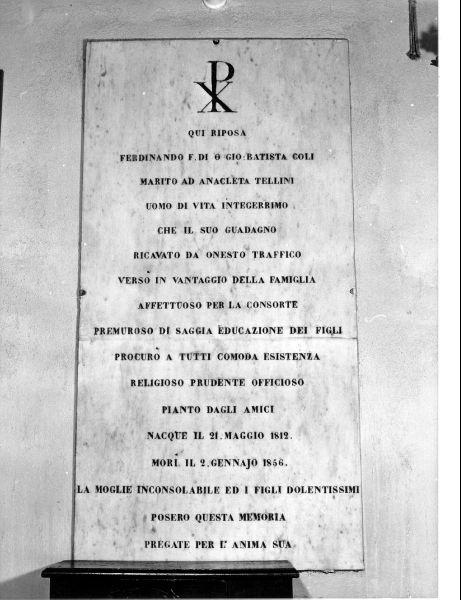 QUI RIPOSA
FERDINANDO F. DI Θ GIO: BATISTA COLI
MARITO AD ANACLETA TELLINI
UOMO DI VITA INTEGERRIMO
CHE IL SUO GUADAGNO
RICAVATO DA ONESTO TRAFFICO
VERSÒ IN VANTAGGIO DELLA FAMIGLIA
AFFETTUOSO PER LA CONSORTE
PREMUROSO DI SAGGIA EDUCAZIONE DEI FIGLI
PROCURÒ A TUTTI COMODA ESISTENZA
RELIGIOSO PRUDENTE OFFICIOSO
PIANTO DAGLI AMICI
NACQUE IL 21. MAGGIO 1812.
MORÌ IL 2. GENNAJO 1856.
LA MOGLIE INCONSOLABILE ED I FIGLI DOLENTISSIMI
POSERO QUESTA MEMORIA
PREGATE PER L' ANIMA SUA